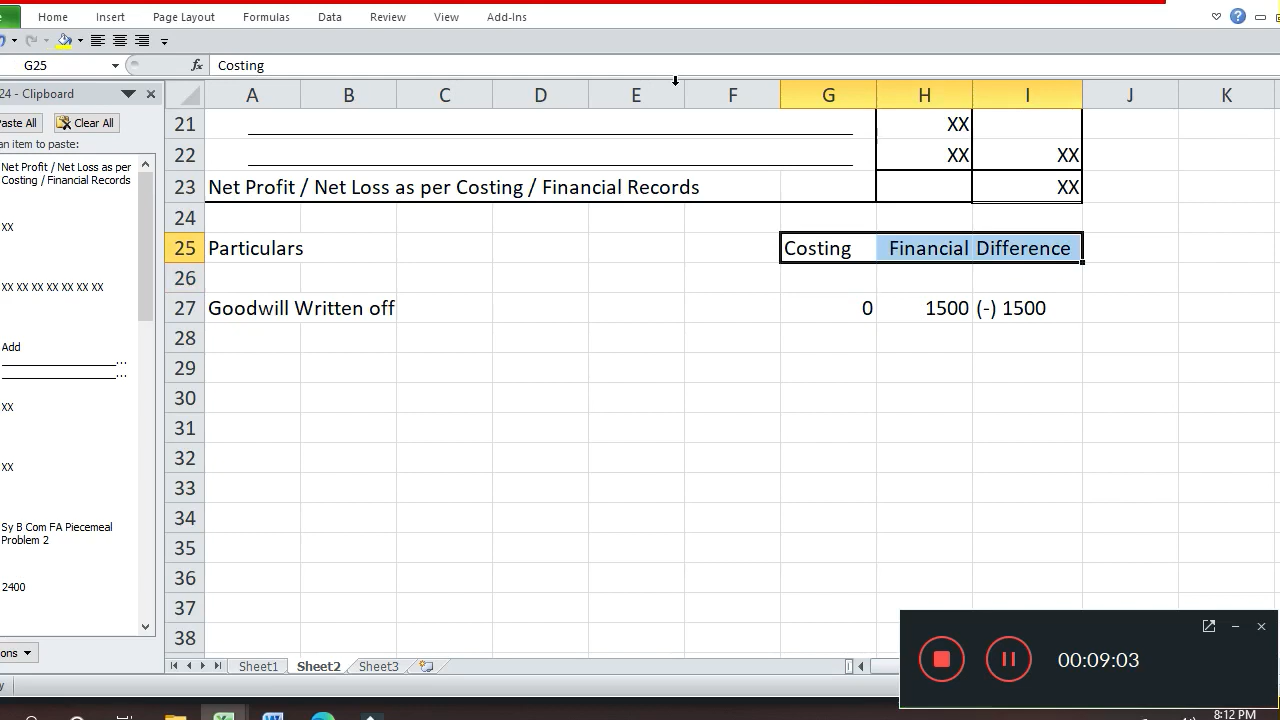 Home Insert Page Layout Formulas Data Review View Add-Ins
G25 fx Costing
24 - Clipboard
aste All Clear All
an item to paste:
Net Profit / Net Loss as per
Costing / Financial Records
XX
XX XX XX XX XX XX XX
Add
XX
XX
Sy B Com FA Piecemeal
Problem 2
2400
ons
A B C D E F G H I J K
21 XX
22 XX XX
23 Net Profit / Net Loss as per Costing / Financial Records XX
24
25 Particulars Costing Financial Difference
26
27 Goodwill Written off 0 1500 (-) 1500
28
29
30
31
32
33
34
35
36
37
38
Sheet1 Sheet2 Sheet3
00:09:03
8:12 PM